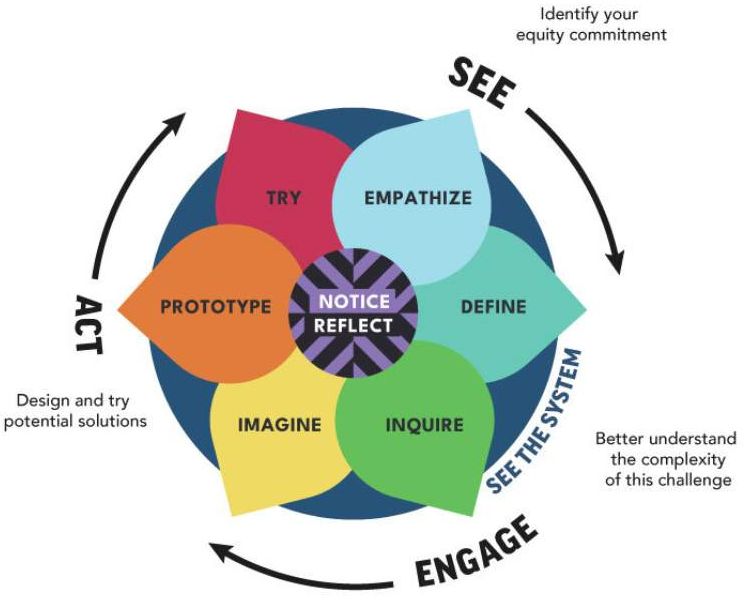 Identify your
equity commitment
SEE
TRY
EMPATHIZE
PROTOTYPE
NOTICE
REFLECT
DEFINE
ACT
IMAGINE
INQUIRE
SEE THE SYSTEM
Design and try
potential solutions
Better understand
the complexity
of this challenge
ENGAGE